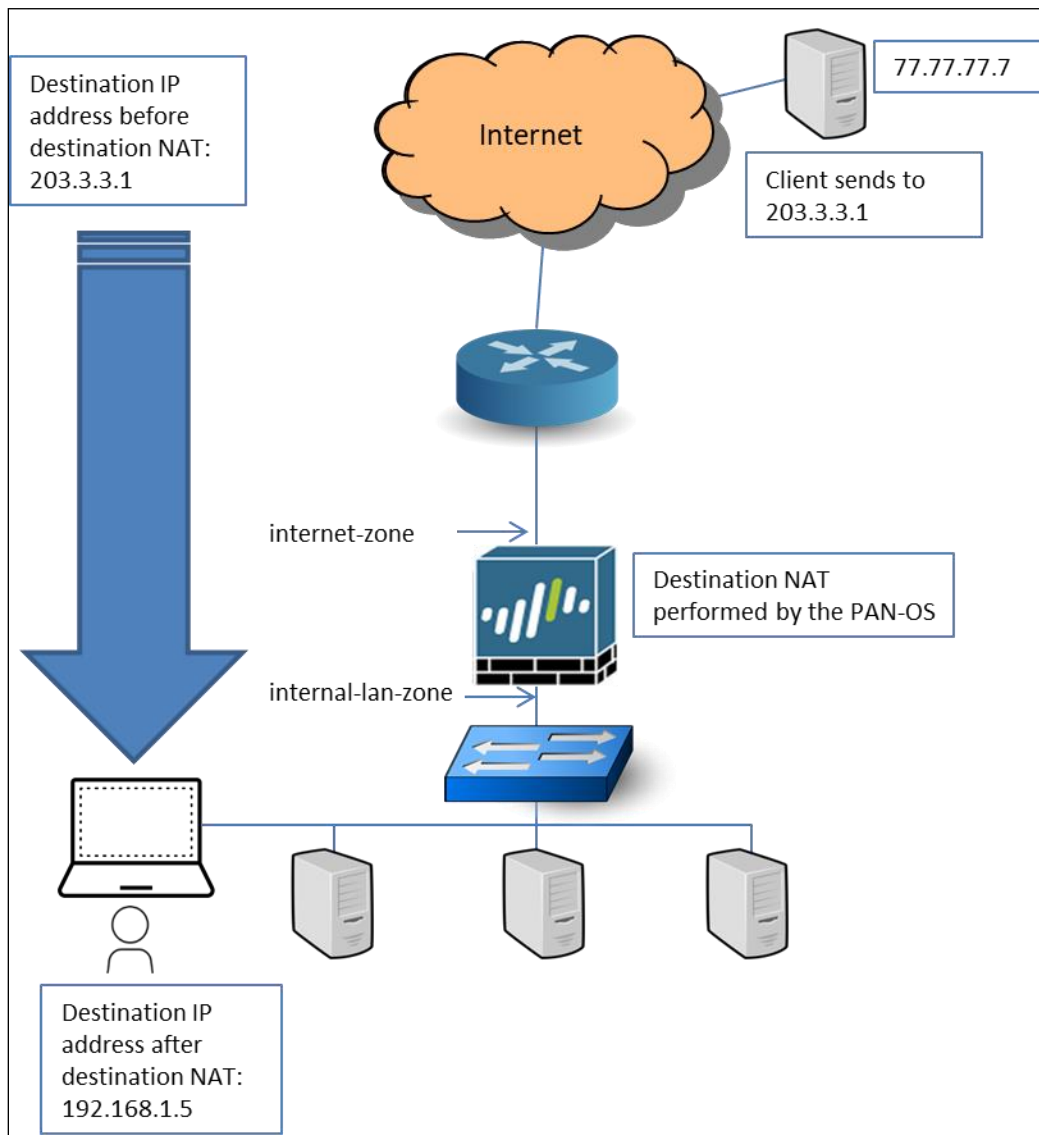 Destination IP
address before
destination NAT:
203.3.3.1
Internet
77.77.77.7
Client sends to
203.3.3.1
internet-zone
Destination NAT
performed by the PAN-OS
internal-lan-zone
Destination IP
address after
destination NAT:
192.168.1.5